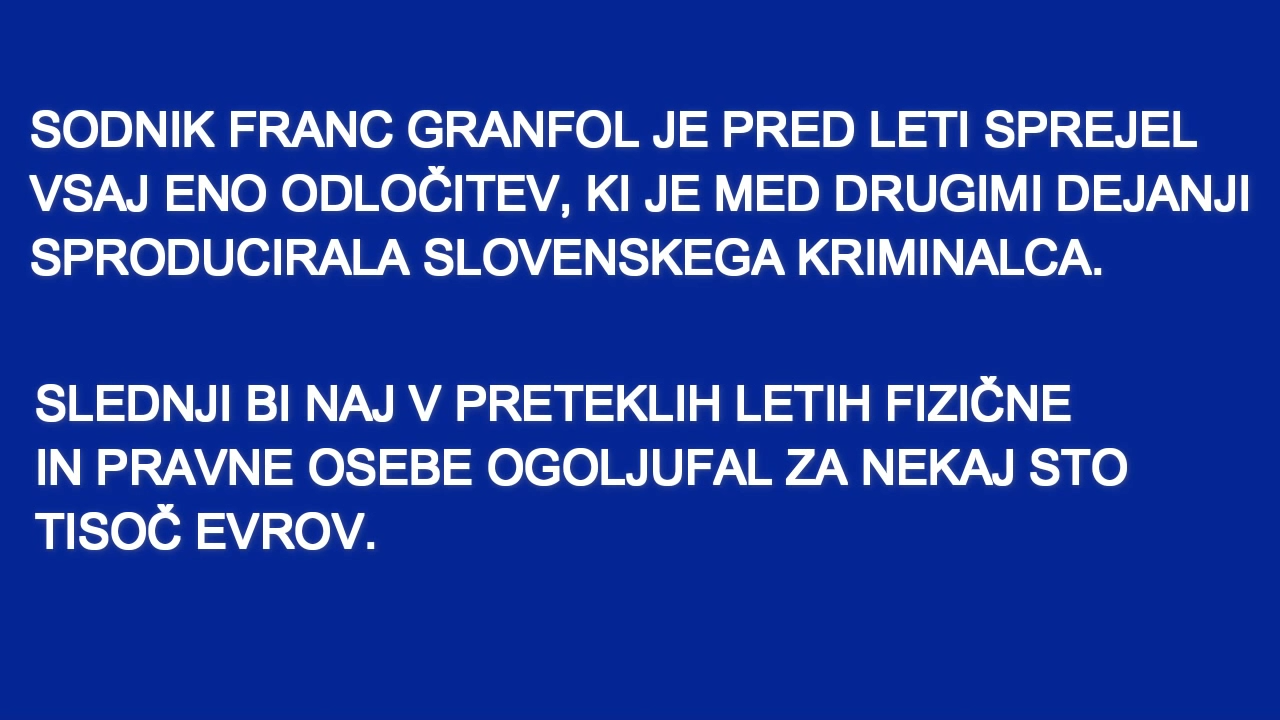 SODNIK FRANC GRANFOL JE PRED LETI SPREJEL
VSAJ ENO ODLOČITEV, KI JE MED DRUGIMI DEJANJI
SPRODUCIRALA SLOVENSKEGA KRIMINALCA.
SLEDNJI BI NAJ V PRETEKLIH LETIH FIZIČNE
IN PRAVNE OSEBE OGOLJUFAL ZA NEKAJ STO
TISOČ EVROV.